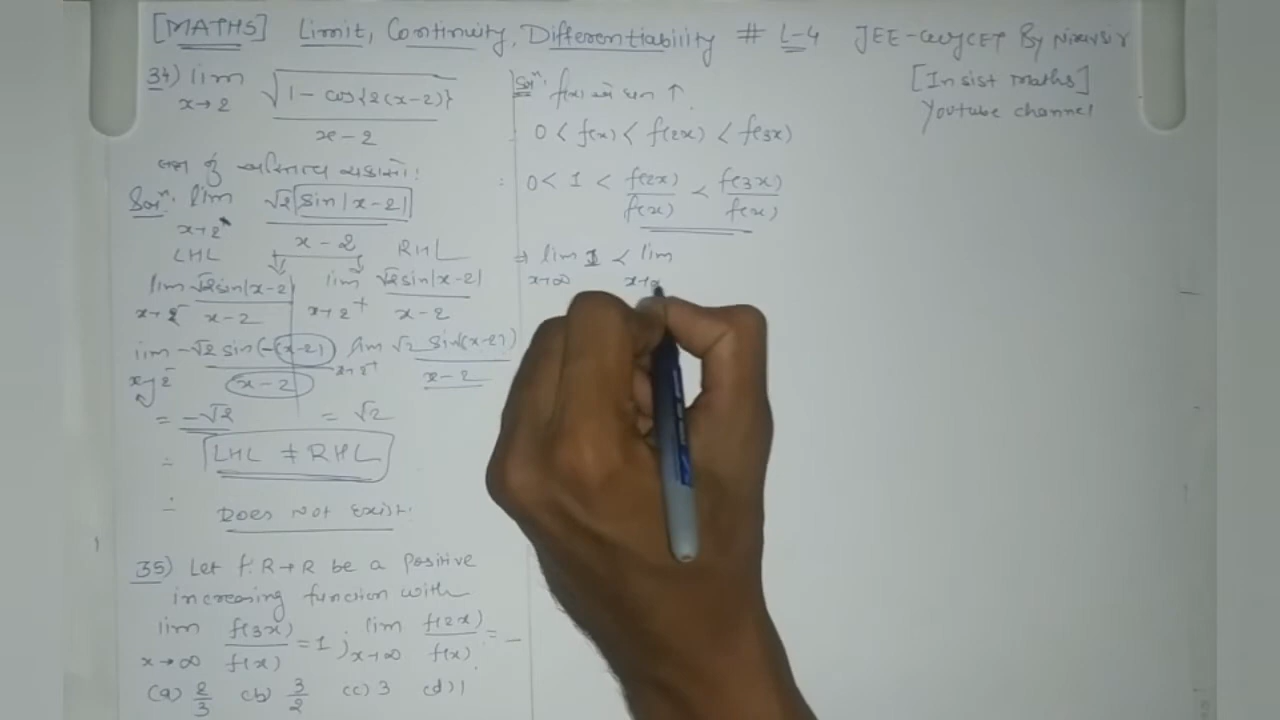 [MATHS] Limit, Continuity, Differentiability # L-4 JEE-GUJCET By Nirav Sir
[Insist Maths]
Youtube channel
34) lim x→2 √(1 - cos{2(x-2)}) / (x-2)
Sol^n: lim x→2 √2 |sin|x-2|| / (x-2)
LHL RHL
lim x→2⁻ √2 sin|x-2| / (x-2) lim x→2⁺ √2 sin|x-2| / (x-2)
lim x→2⁻ -√2 sin(-(x-2)) / (x-2) lim x→2⁺ √2 sin(x-2) / (x-2)
= -√2 = √2
∴ LHL ≠ RHL
∴ Does Not Exist.
35) Let f:R→R be a positive
increasing function with
lim x→∞ f(3x)/f(x) = 1 ; lim x→∞ f(2x)/f(x) = _
(a) 2/3 (b) 3/2 (c) 3 (d) 1
Sol^n: f(x) ↑
0 < f(x) < f(2x) < f(3x)
: 0 < 1 < f(2x)/f(x) < f(3x)/f(x)
⇒ lim x→∞ 1 < lim